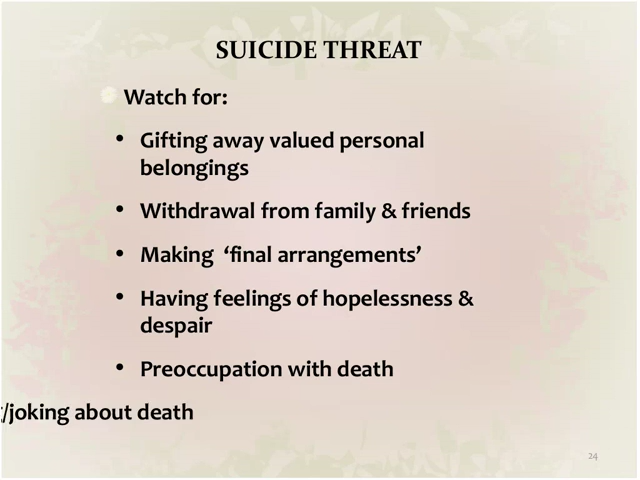 SUICIDE THREAT
Watch for:
• Gifting away valued personal
belongings
• Withdrawal from family & friends
• Making ‘final arrangements’
• Having feelings of hopelessness &
despair
• Preoccupation with death
/joking about death
24